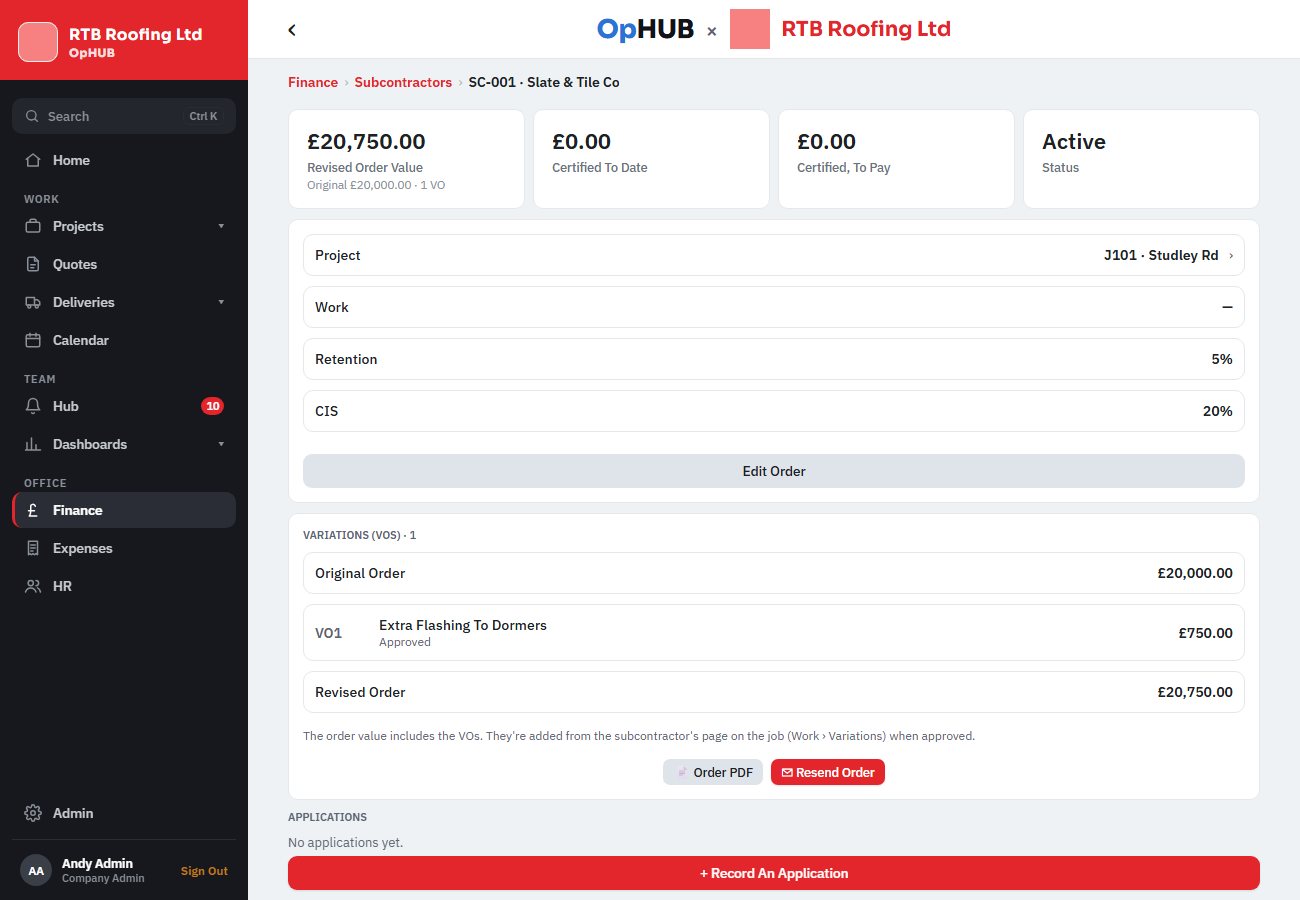 RTB Roofing Ltd
OpHUB
Search
Ctrl K
Home
WORK
Projects
Quotes
Deliveries
Calendar
TEAM
Hub
10
Dashboards
OFFICE
£
Finance
Expenses
HR
Admin
AA
Andy Admin
Company Admin
Sign Out
OpHUB × RTB Roofing Ltd
Finance › Subcontractors › SC-001 · Slate & Tile Co
£20,750.00
Revised Order Value
Original £20,000.00 · 1 VO
£0.00
Certified To Date
£0.00
Certified, To Pay
Active
Status
Project
J101 · Studley Rd ›
Work
—
Retention
5%
CIS
20%
Edit Order
VARIATIONS (VOS) · 1
Original Order
£20,000.00
VO1
Extra Flashing To Dormers
Approved
£750.00
Revised Order
£20,750.00
The order value includes the VOs. They're added from the subcontractor's page on the job (Work › Variations) when approved.
Order PDF
Resend Order
APPLICATIONS
No applications yet.
+ Record An Application